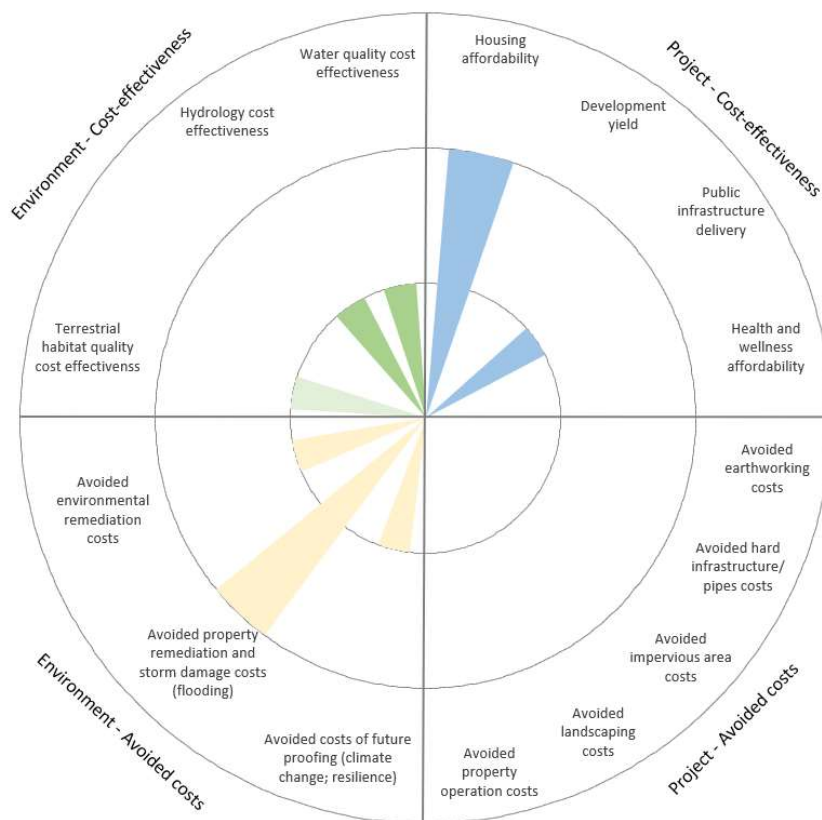 Environment - Cost-effectiveness
Water quality cost
effectiveness
Hydrology cost
effectiveness
Terrestrial
habitat quality
cost effectivenss
Housing
affordability
Development
yield
Public
infrastructure
delivery
Health and
wellness
affordability
Project - Cost-effectiveness
Avoided
environmental
remediation
costs
Avoided property
remediation and
storm damage costs
(flooding)
Avoided costs of future
proofing (climate
change; resilience)
Environment - Avoided costs
Avoided
earthworking
costs
Avoided hard
infrastructure/
pipes costs
Avoided
impervious area
costs
Avoided
landscaping
costs
Avoided
property
operation costs
Project - Avoided costs